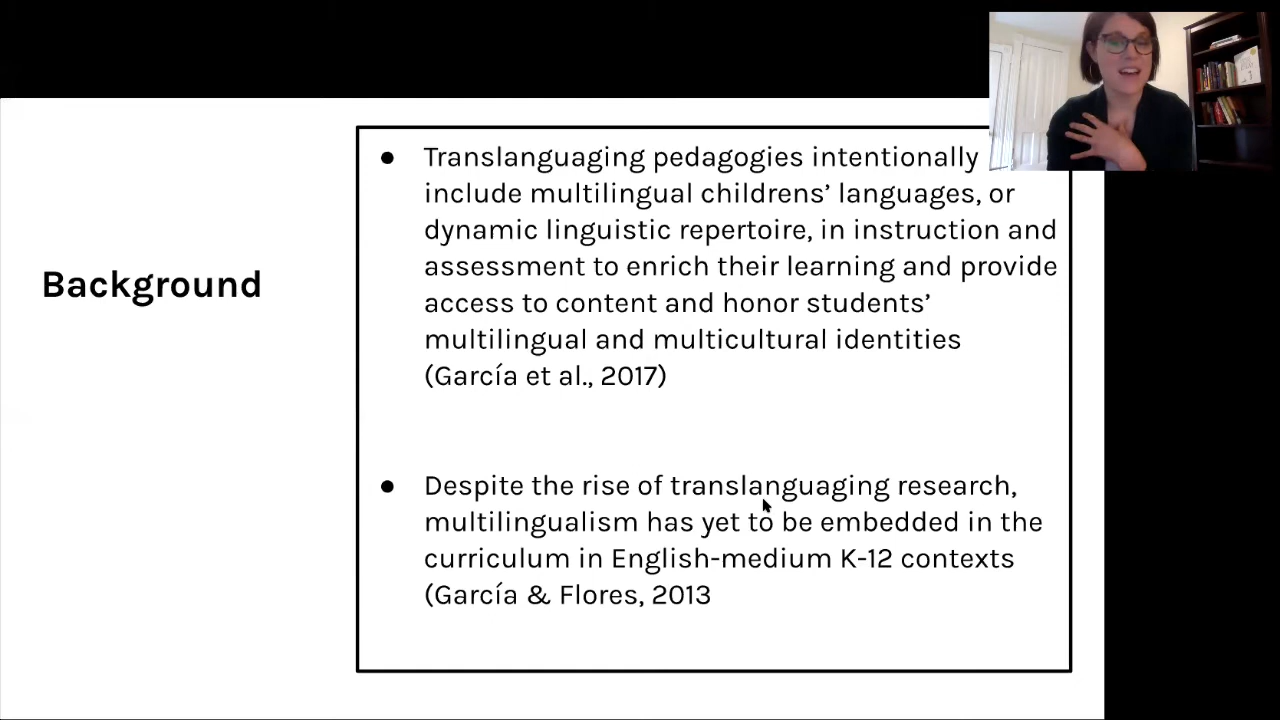 Background
● Translanguaging pedagogies intentionally
include multilingual childrens’ languages, or
dynamic linguistic repertoire, in instruction and
assessment to enrich their learning and provide
access to content and honor students’
multilingual and multicultural identities
(García et al., 2017)
● Despite the rise of translanguaging research,
multilingualism has yet to be embedded in the
curriculum in English-medium K-12 contexts
(García & Flores, 2013